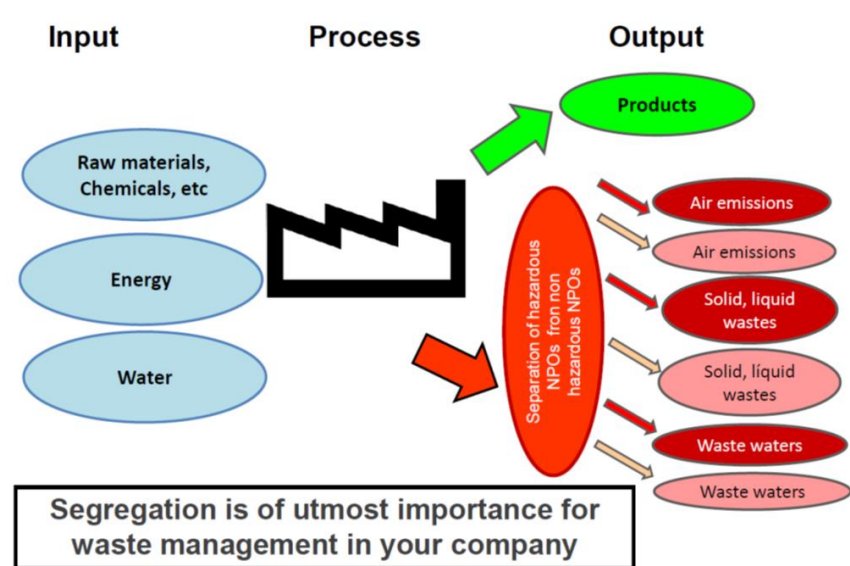 Input
Process
Output
Raw materials,
Chemicals, etc
Energy
Water
Products
Separation of hazardous
NPOs fron non
hazardous NPOs
Air emissions
Air emissions
Solid, liquid
wastes
Solid, líquid
wastes
Waste waters
Waste waters
Segregation is of utmost importance for
waste management in your company